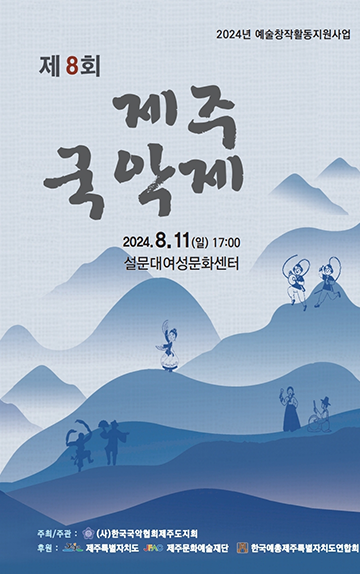 2024년 예술창작활동지원사업
제 8회
제주
국악제
2024. 8. 11 (일) 17:00
설문대여성문화센터
주최/주관 : (사)한국국악협회제주도지회
후원 : 제주특별자치도 JFAC 제주문화예술재단 한국예총제주특별자치도연합회